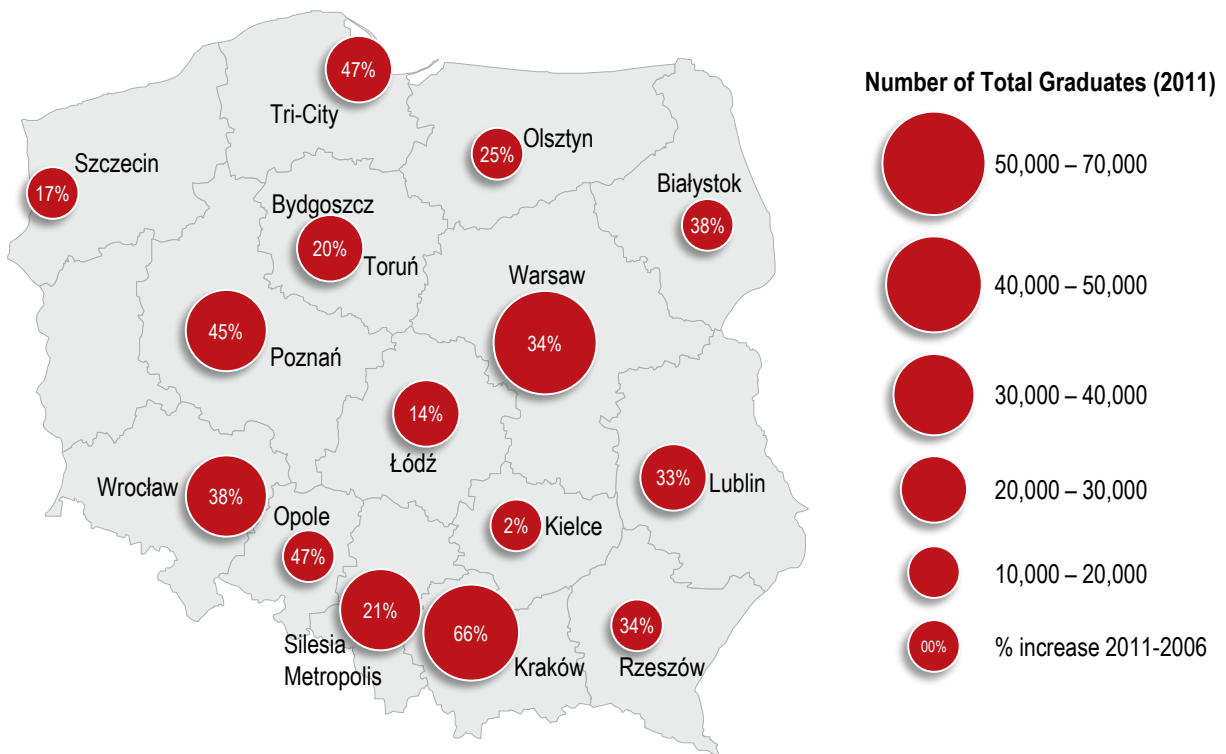 47%
Tri-City
Szczecin
17%
25%
Olsztyn
Białystok
38%
Bydgoszcz
20%
Toruń
Warsaw
34%
45%
Poznań
14%
Łódź
Wrocław
38%
33%
Lublin
Opole
47%
2%
Kielce
21%
Silesia
Metropolis
66%
Kraków
34%
Rzeszów
Number of Total Graduates (2011)
50,000 – 70,000
40,000 – 50,000
30,000 – 40,000
20,000 – 30,000
10,000 – 20,000
00% % increase 2011-2006